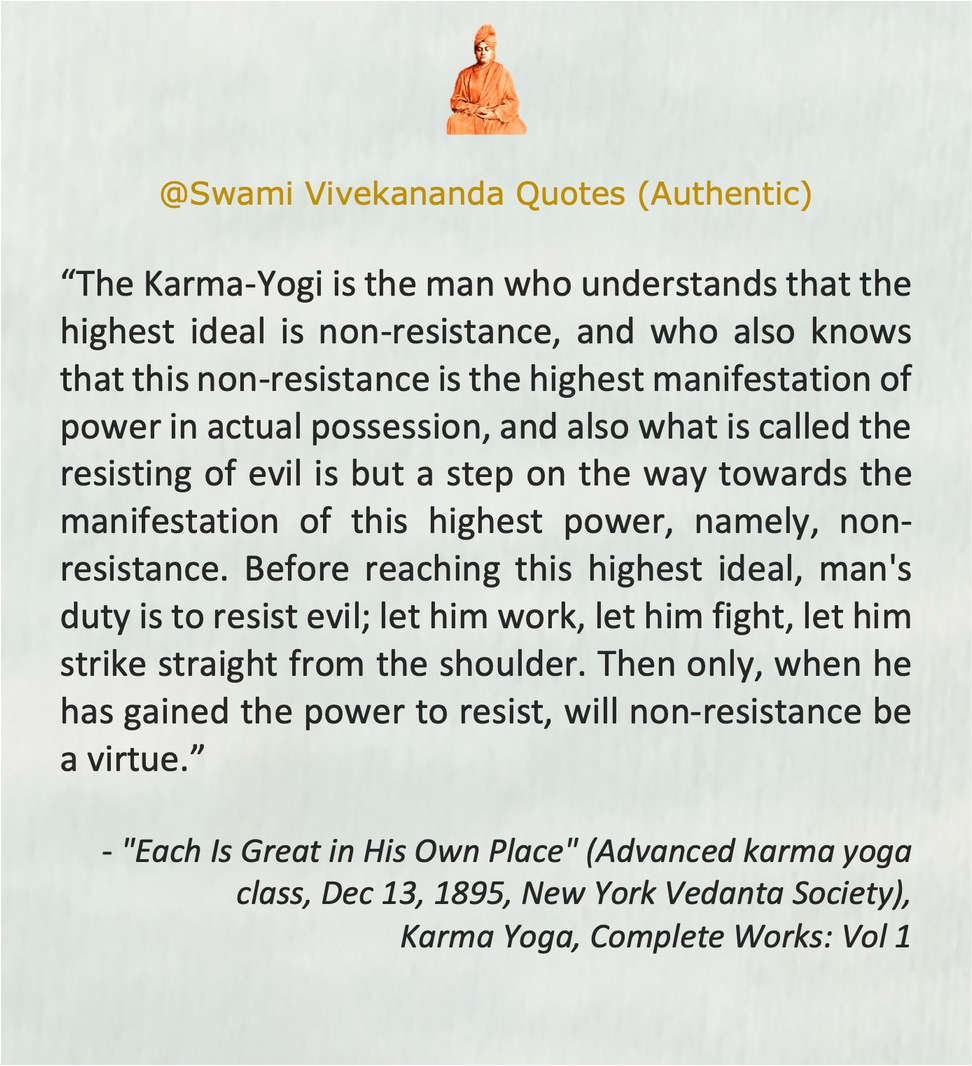 @Swami Vivekananda Quotes (Authentic)
“The Karma-Yogi is the man who understands that the
highest ideal is non-resistance, and who also knows
that this non-resistance is the highest manifestation of
power in actual possession, and also what is called the
resisting of evil is but a step on the way towards the
manifestation of this highest power, namely, non-
resistance. Before reaching this highest ideal, man's
duty is to resist evil; let him work, let him fight, let him
strike straight from the shoulder. Then only, when he
has gained the power to resist, will non-resistance be
a virtue.”
- "Each Is Great in His Own Place" (Advanced karma yoga
class, Dec 13, 1895, New York Vedanta Society),
Karma Yoga, Complete Works: Vol 1